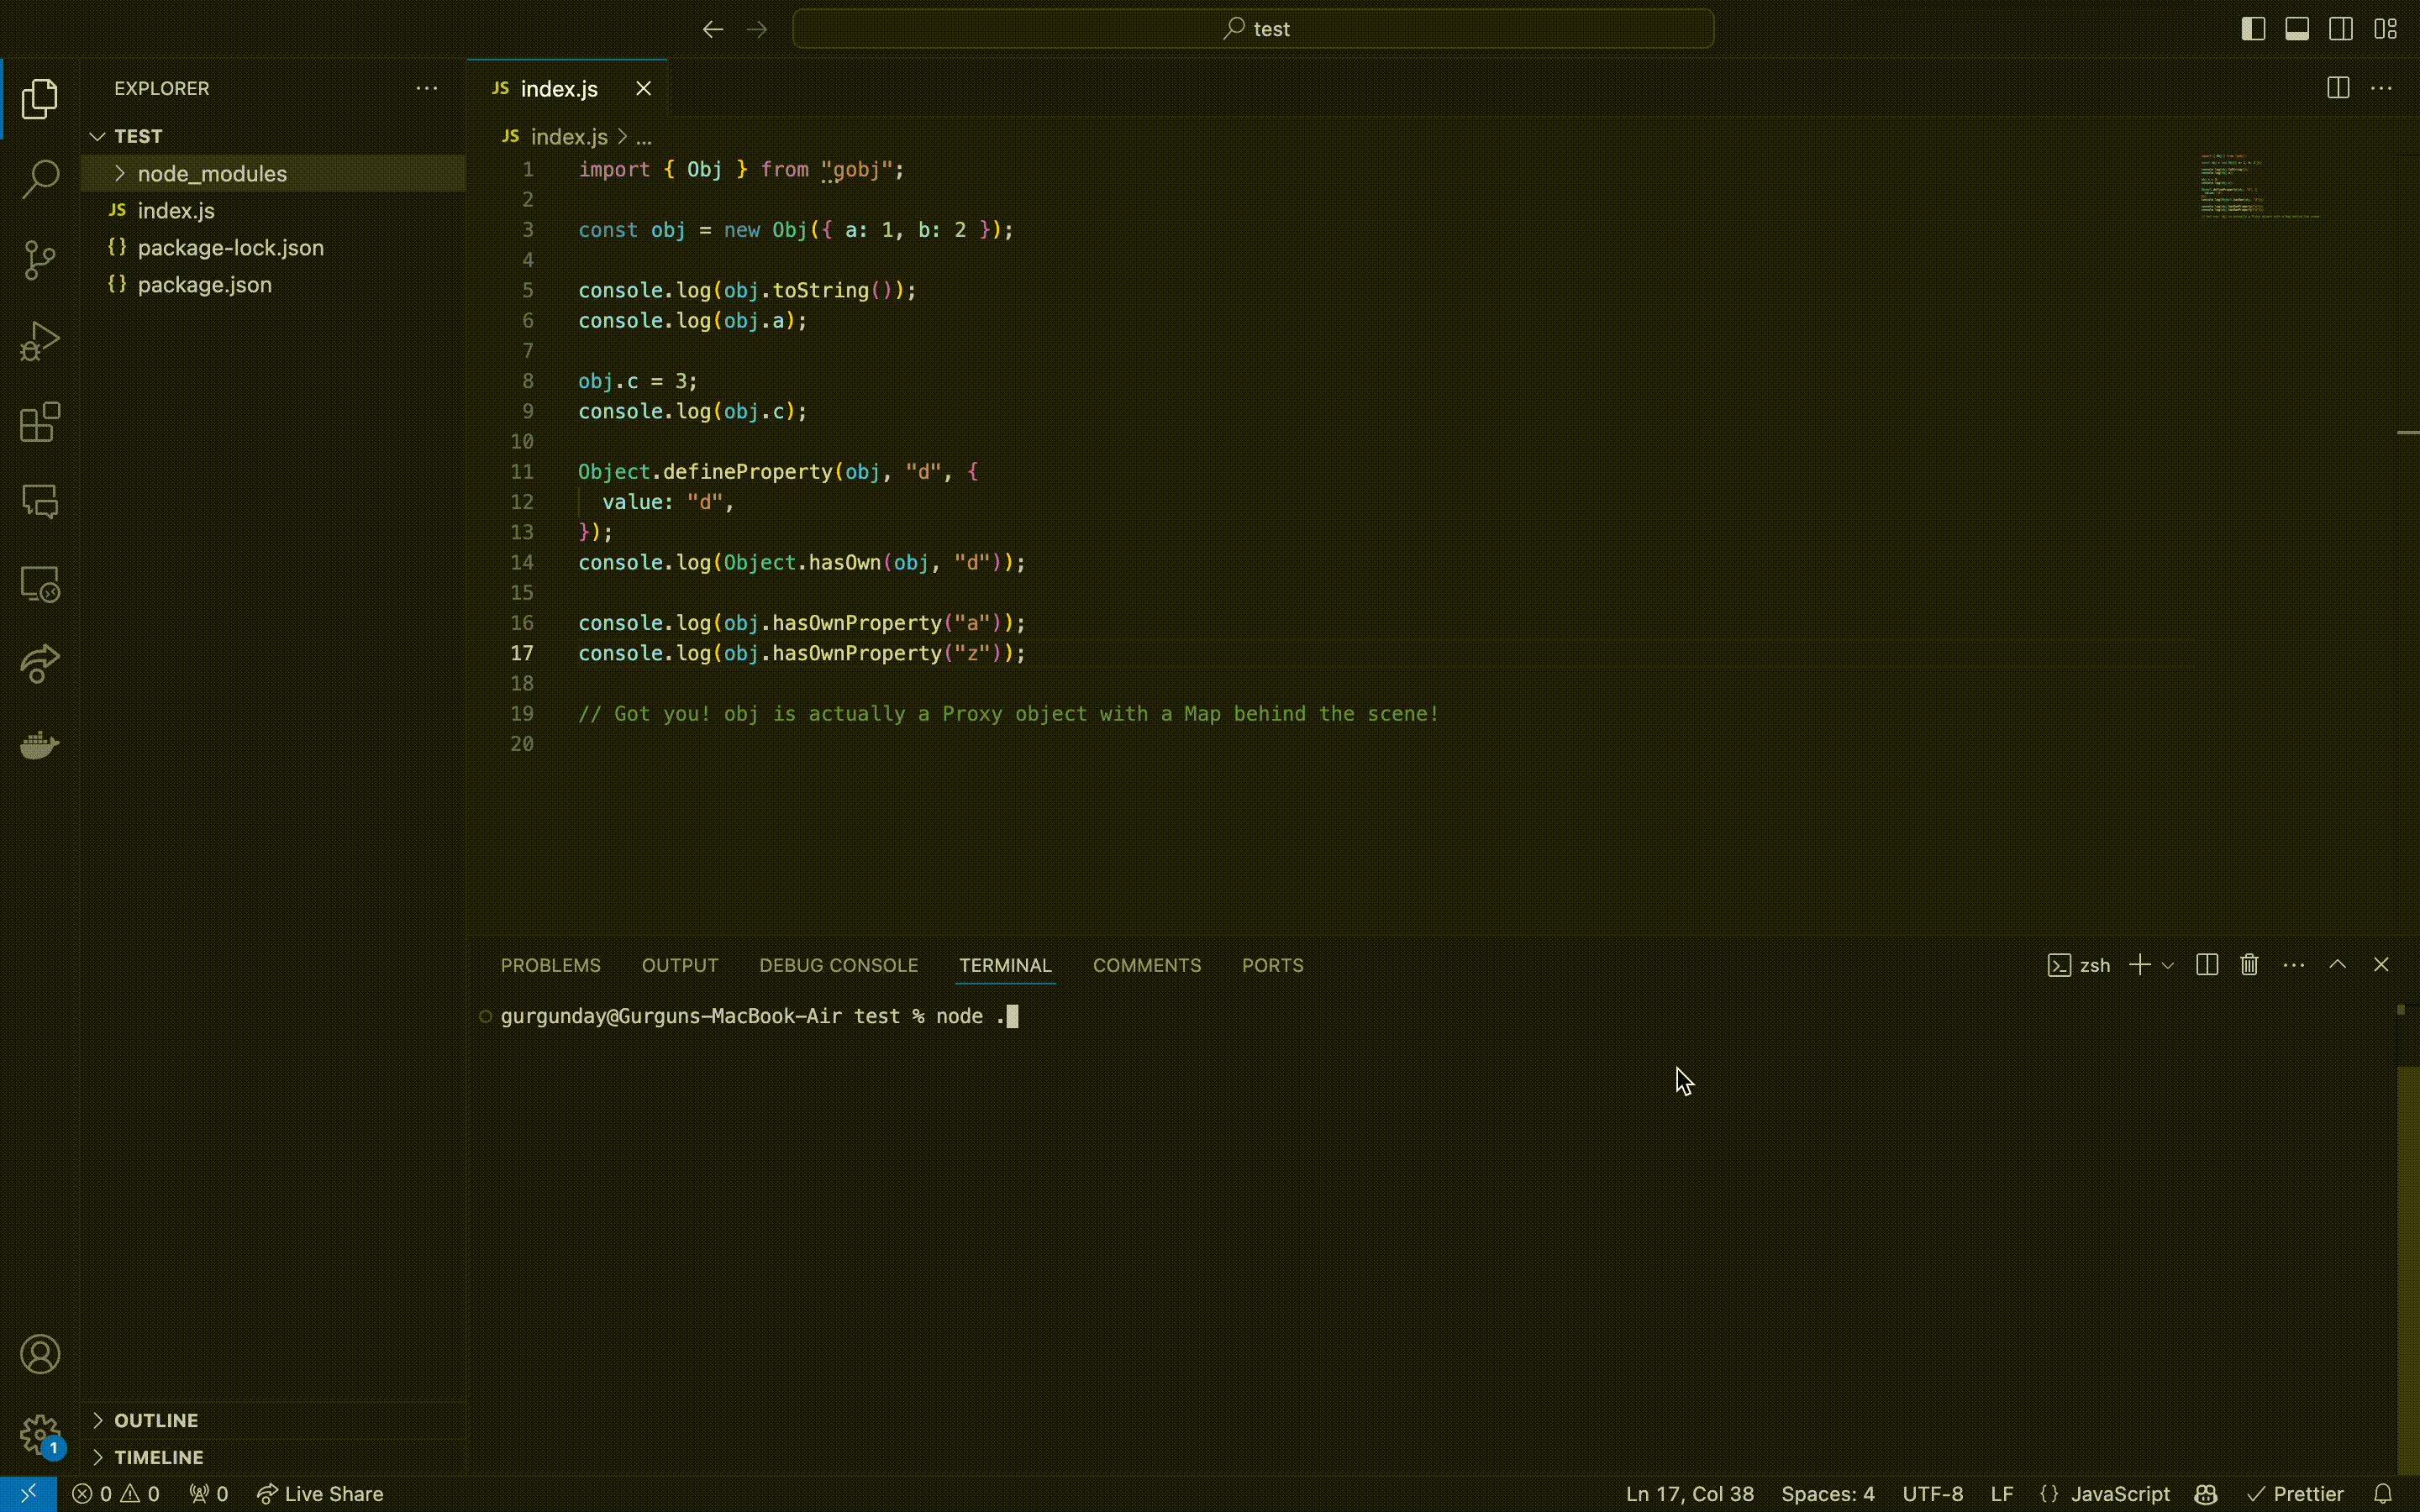 test
EXPLORER
JS index.js
TEST
node_modules
JS index.js
{} package-lock.json
{} package.json
JS index.js > ...
1 import { Obj } from "gobj";
2
3 const obj = new Obj({ a: 1, b: 2 });
4
5 console.log(obj.toString());
6 console.log(obj.a);
7
8 obj.c = 3;
9 console.log(obj.c);
10
11 Object.defineProperty(obj, "d", {
12 value: "d",
13 });
14 console.log(Object.hasOwn(obj, "d"));
15
16 console.log(obj.hasOwnProperty("a"));
17 console.log(obj.hasOwnProperty("z"));
18
19 // Got you! obj is actually a Proxy object with a Map behind the scene!
20
PROBLEMS OUTPUT DEBUG CONSOLE TERMINAL COMMENTS PORTS zsh
gurgunday@Gurguns-MacBook-Air test % node .
OUTLINE
1
TIMELINE
0 0 0 Live Share Ln 17, Col 38 Spaces: 4 UTF-8 LF {} JavaScript Prettier